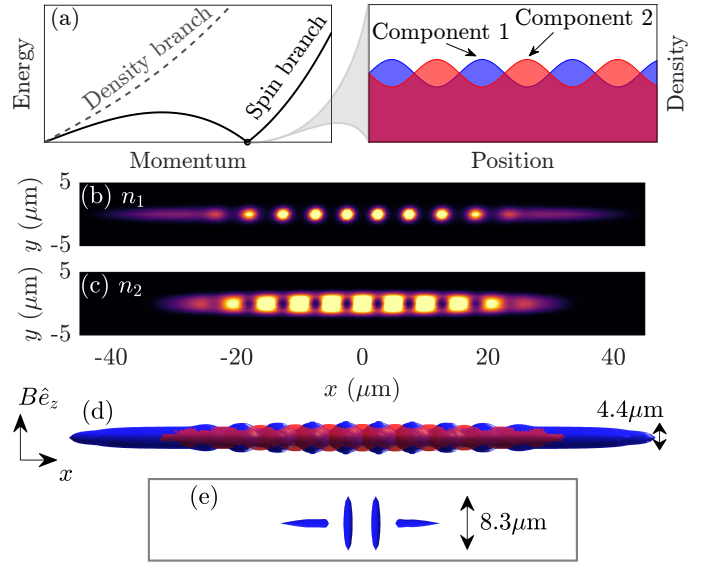 (a)
Energy
Density branch
Spin branch
Momentum
Component 1
Component 2
Density
Position
5
(b) n₁
y (μm)
-5
5
(c) n₂
y (μm)
-5
-40 -20 0 20 40
x (μm)
Bê_z
(d)
4.4μm
x
(e)
8.3μm